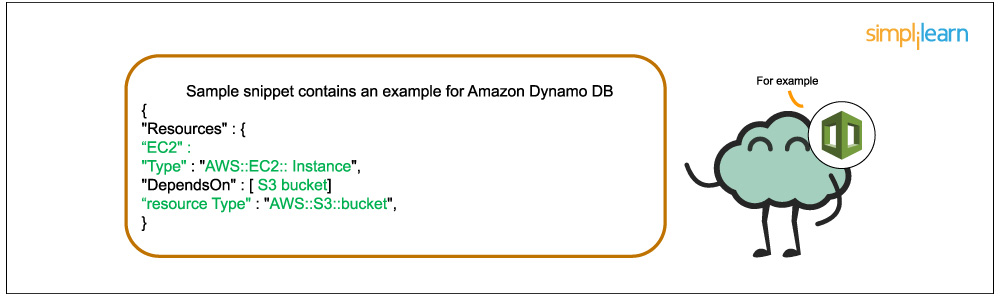 simplilearn
For example
Sample snippet contains an example for Amazon Dynamo DB
{
"Resources" : {
“EC2” :
"Type" : "AWS::EC2:: Instance",
"DependsOn" : [ S3 bucket]
“resource Type" : "AWS::S3::bucket",
}